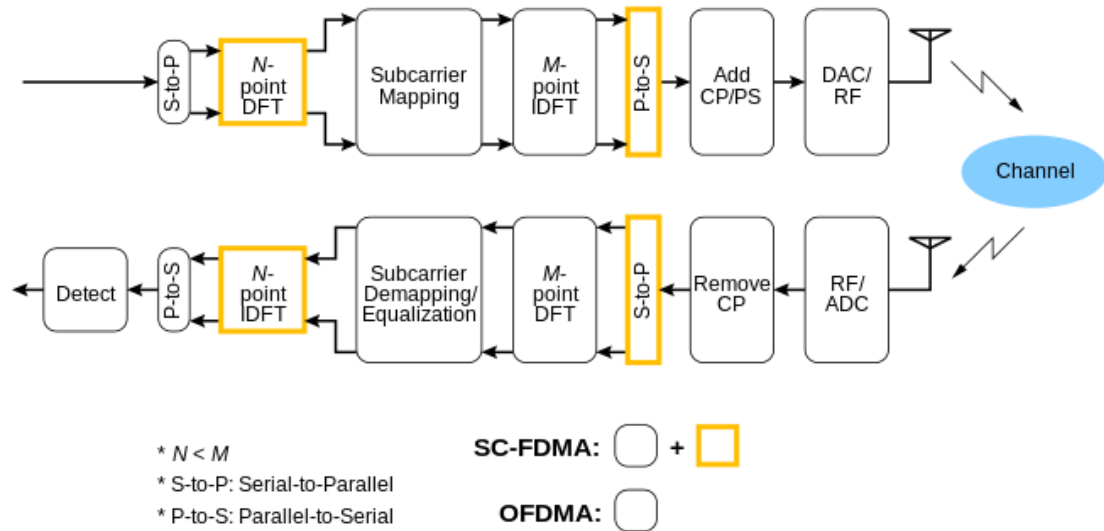 S-to-P
N-
point
DFT
Subcarrier
Mapping
M-
point
IDFT
P-to-S
Add
CP/PS
DAC/
RF
Channel
Detect
P-to-S
N-
point
IDFT
Subcarrier
Demapping/
Equalization
M-
point
DFT
S-to-P
Remove
CP
RF/
ADC
* N < M
* S-to-P: Serial-to-Parallel
* P-to-S: Parallel-to-Serial
SC-FDMA: +
OFDMA: